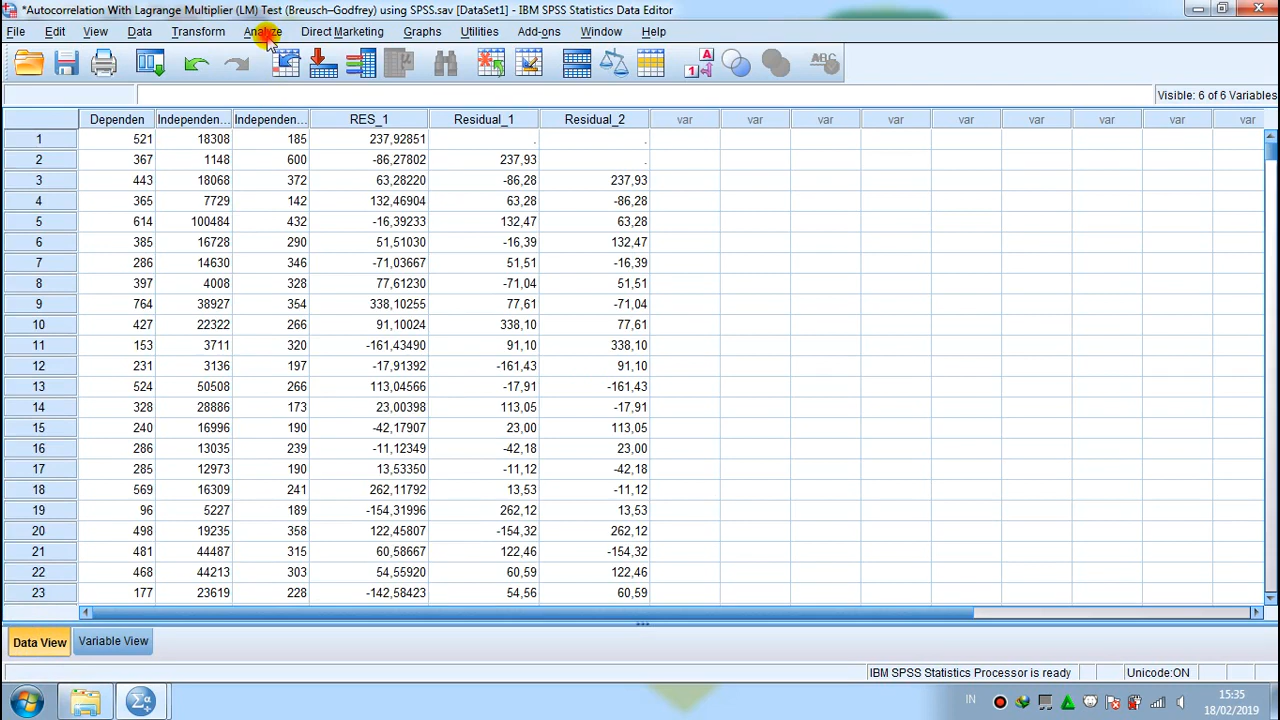 *Autocorrelation With Lagrange Multiplier (LM) Test (Breusch–Godfrey) using SPSS.sav [DataSet1] - IBM SPSS Statistics Data Editor
File Edit View Data Transform Analyze Direct Marketing Graphs Utilities Add-ons Window Help
Visible: 6 of 6 Variables
Dependen Independen... Independen... RES_1 Residual_1 Residual_2 var var var var var var var var var
1 521 18308 185 237,92851 . .
2 367 1148 600 -86,27802 237,93 .
3 443 18068 372 63,28220 -86,28 237,93
4 365 7729 142 132,46904 63,28 -86,28
5 614 100484 432 -16,39233 132,47 63,28
6 385 16728 290 51,51030 -16,39 132,47
7 286 14630 346 -71,03667 51,51 -16,39
8 397 4008 328 77,61230 -71,04 51,51
9 764 38927 354 338,10255 77,61 -71,04
10 427 22322 266 91,10024 338,10 77,61
11 153 3711 320 -161,43490 91,10 338,10
12 231 3136 197 -17,91392 -161,43 91,10
13 524 50508 266 113,04566 -17,91 -161,43
14 328 28886 173 23,00398 113,05 -17,91
15 240 16996 190 -42,17907 23,00 113,05
16 286 13035 239 -11,12349 -42,18 23,00
17 285 12973 190 13,53350 -11,12 -42,18
18 569 16309 241 262,11792 13,53 -11,12
19 96 5227 189 -154,31996 262,12 13,53
20 498 19235 358 122,45807 -154,32 262,12
21 481 44487 315 60,58667 122,46 -154,32
22 468 44213 303 54,55920 60,59 122,46
23 177 23619 228 -142,58423 54,56 60,59
Data View Variable View
IBM SPSS Statistics Processor is ready Unicode:ON
IN 15:35
18/02/2019